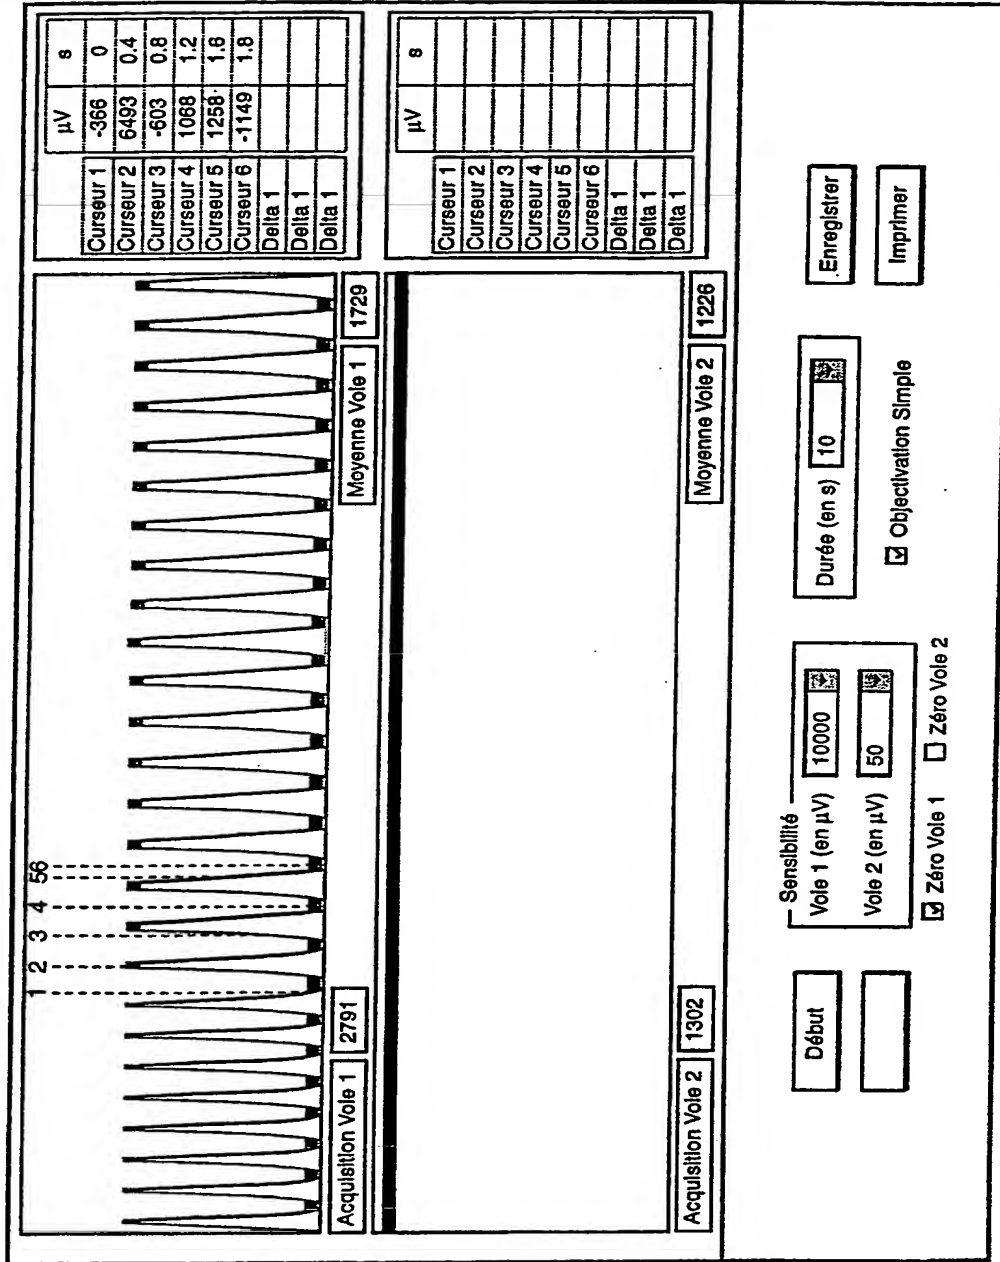 1 2 3 4 56
Acquisition Voie 1 2791
Moyenne Voie 1 1729
µV s
Curseur 1 -366 0
Curseur 2 6493 0.4
Curseur 3 -603 0.8
Curseur 4 1068 1.2
Curseur 5 1258 1.6
Curseur 6 -1149 1.8
Delta 1
Delta 1
Delta 1
Acquisition Voie 2 1302
Moyenne Voie 2 1226
µV s
Curseur 1
Curseur 2
Curseur 3
Curseur 4
Curseur 5
Curseur 6
Delta 1
Delta 1
Delta 1
Début
Sensibilité
Voie 1 (en µV) 10000
Voie 2 (en µV) 50
Zéro Voie 1 Zéro Voie 2
Durée (en s) 10
Objectivation Simple
Enregistrer
Imprimer